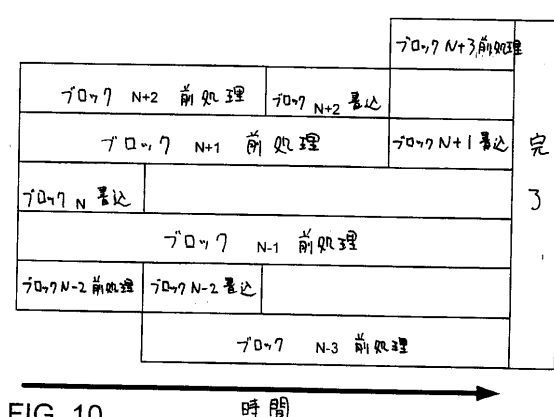 ブロック N+3 前処理
ブロック N+2 前処理 ブロック N+2 書込
ブロック N+1 前処理 ブロック N+1 書込
完了
ブロック N 書込
ブロック N-1 前処理
ブロック N-2 前処理 ブロック N-2 書込
ブロック N-3 前処理
FIG. 10
時間